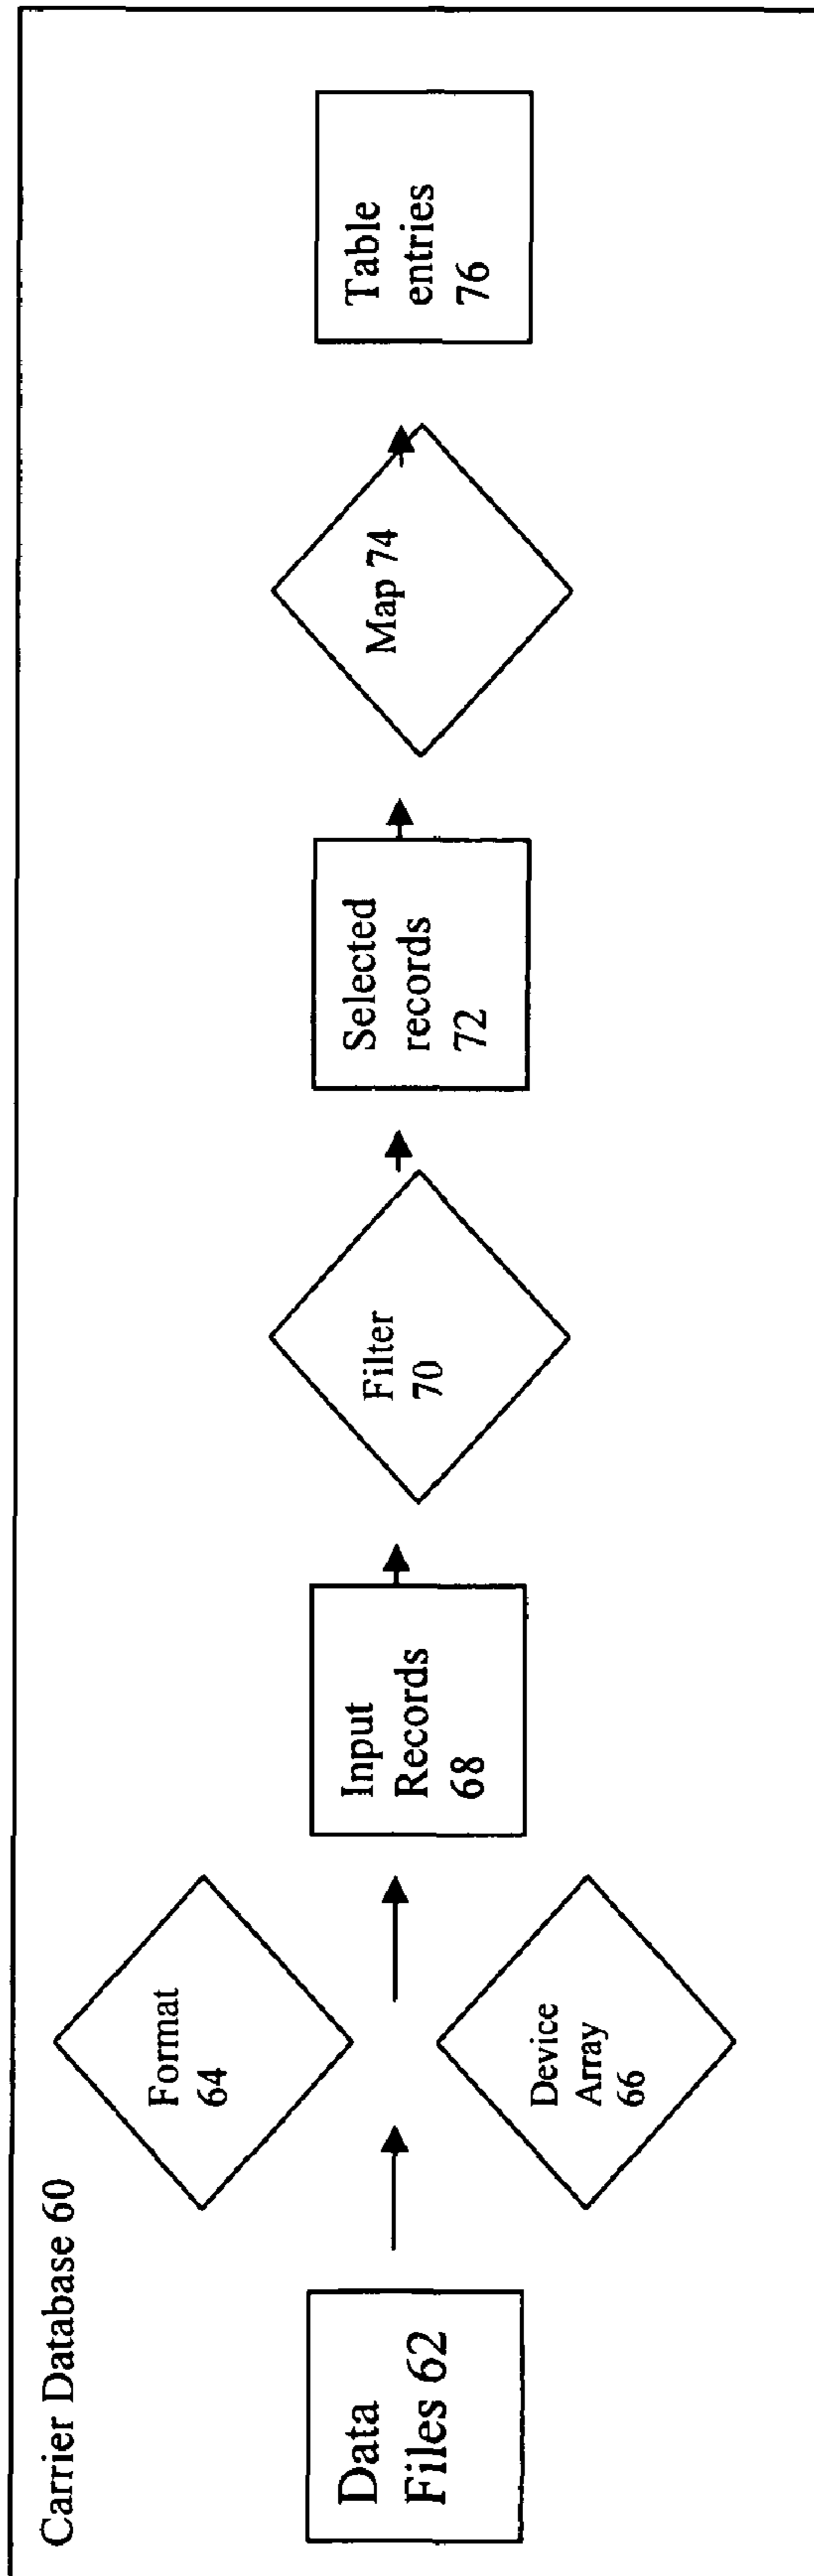 Carrier Database 60
Data
Files 62
Format
64
Device
Array
66
Input
Records
68
Filter
70
Selected
records
72
Map 74
Table
entries
76